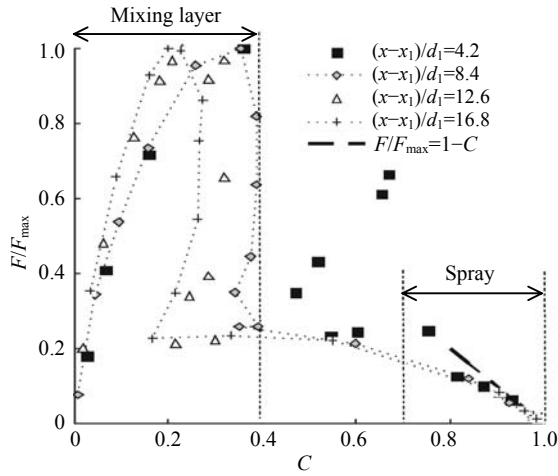 Mixing layer
(x−x₁)/d₁=4.2
(x−x₁)/d₁=8.4
(x−x₁)/d₁=12.6
(x−x₁)/d₁=16.8
F/Fmax=1−C
Spray
F/Fmax
1.0
0.8
0.6
0.4
0.2
0
0
0.2
0.4
0.6
0.8
1.0
C